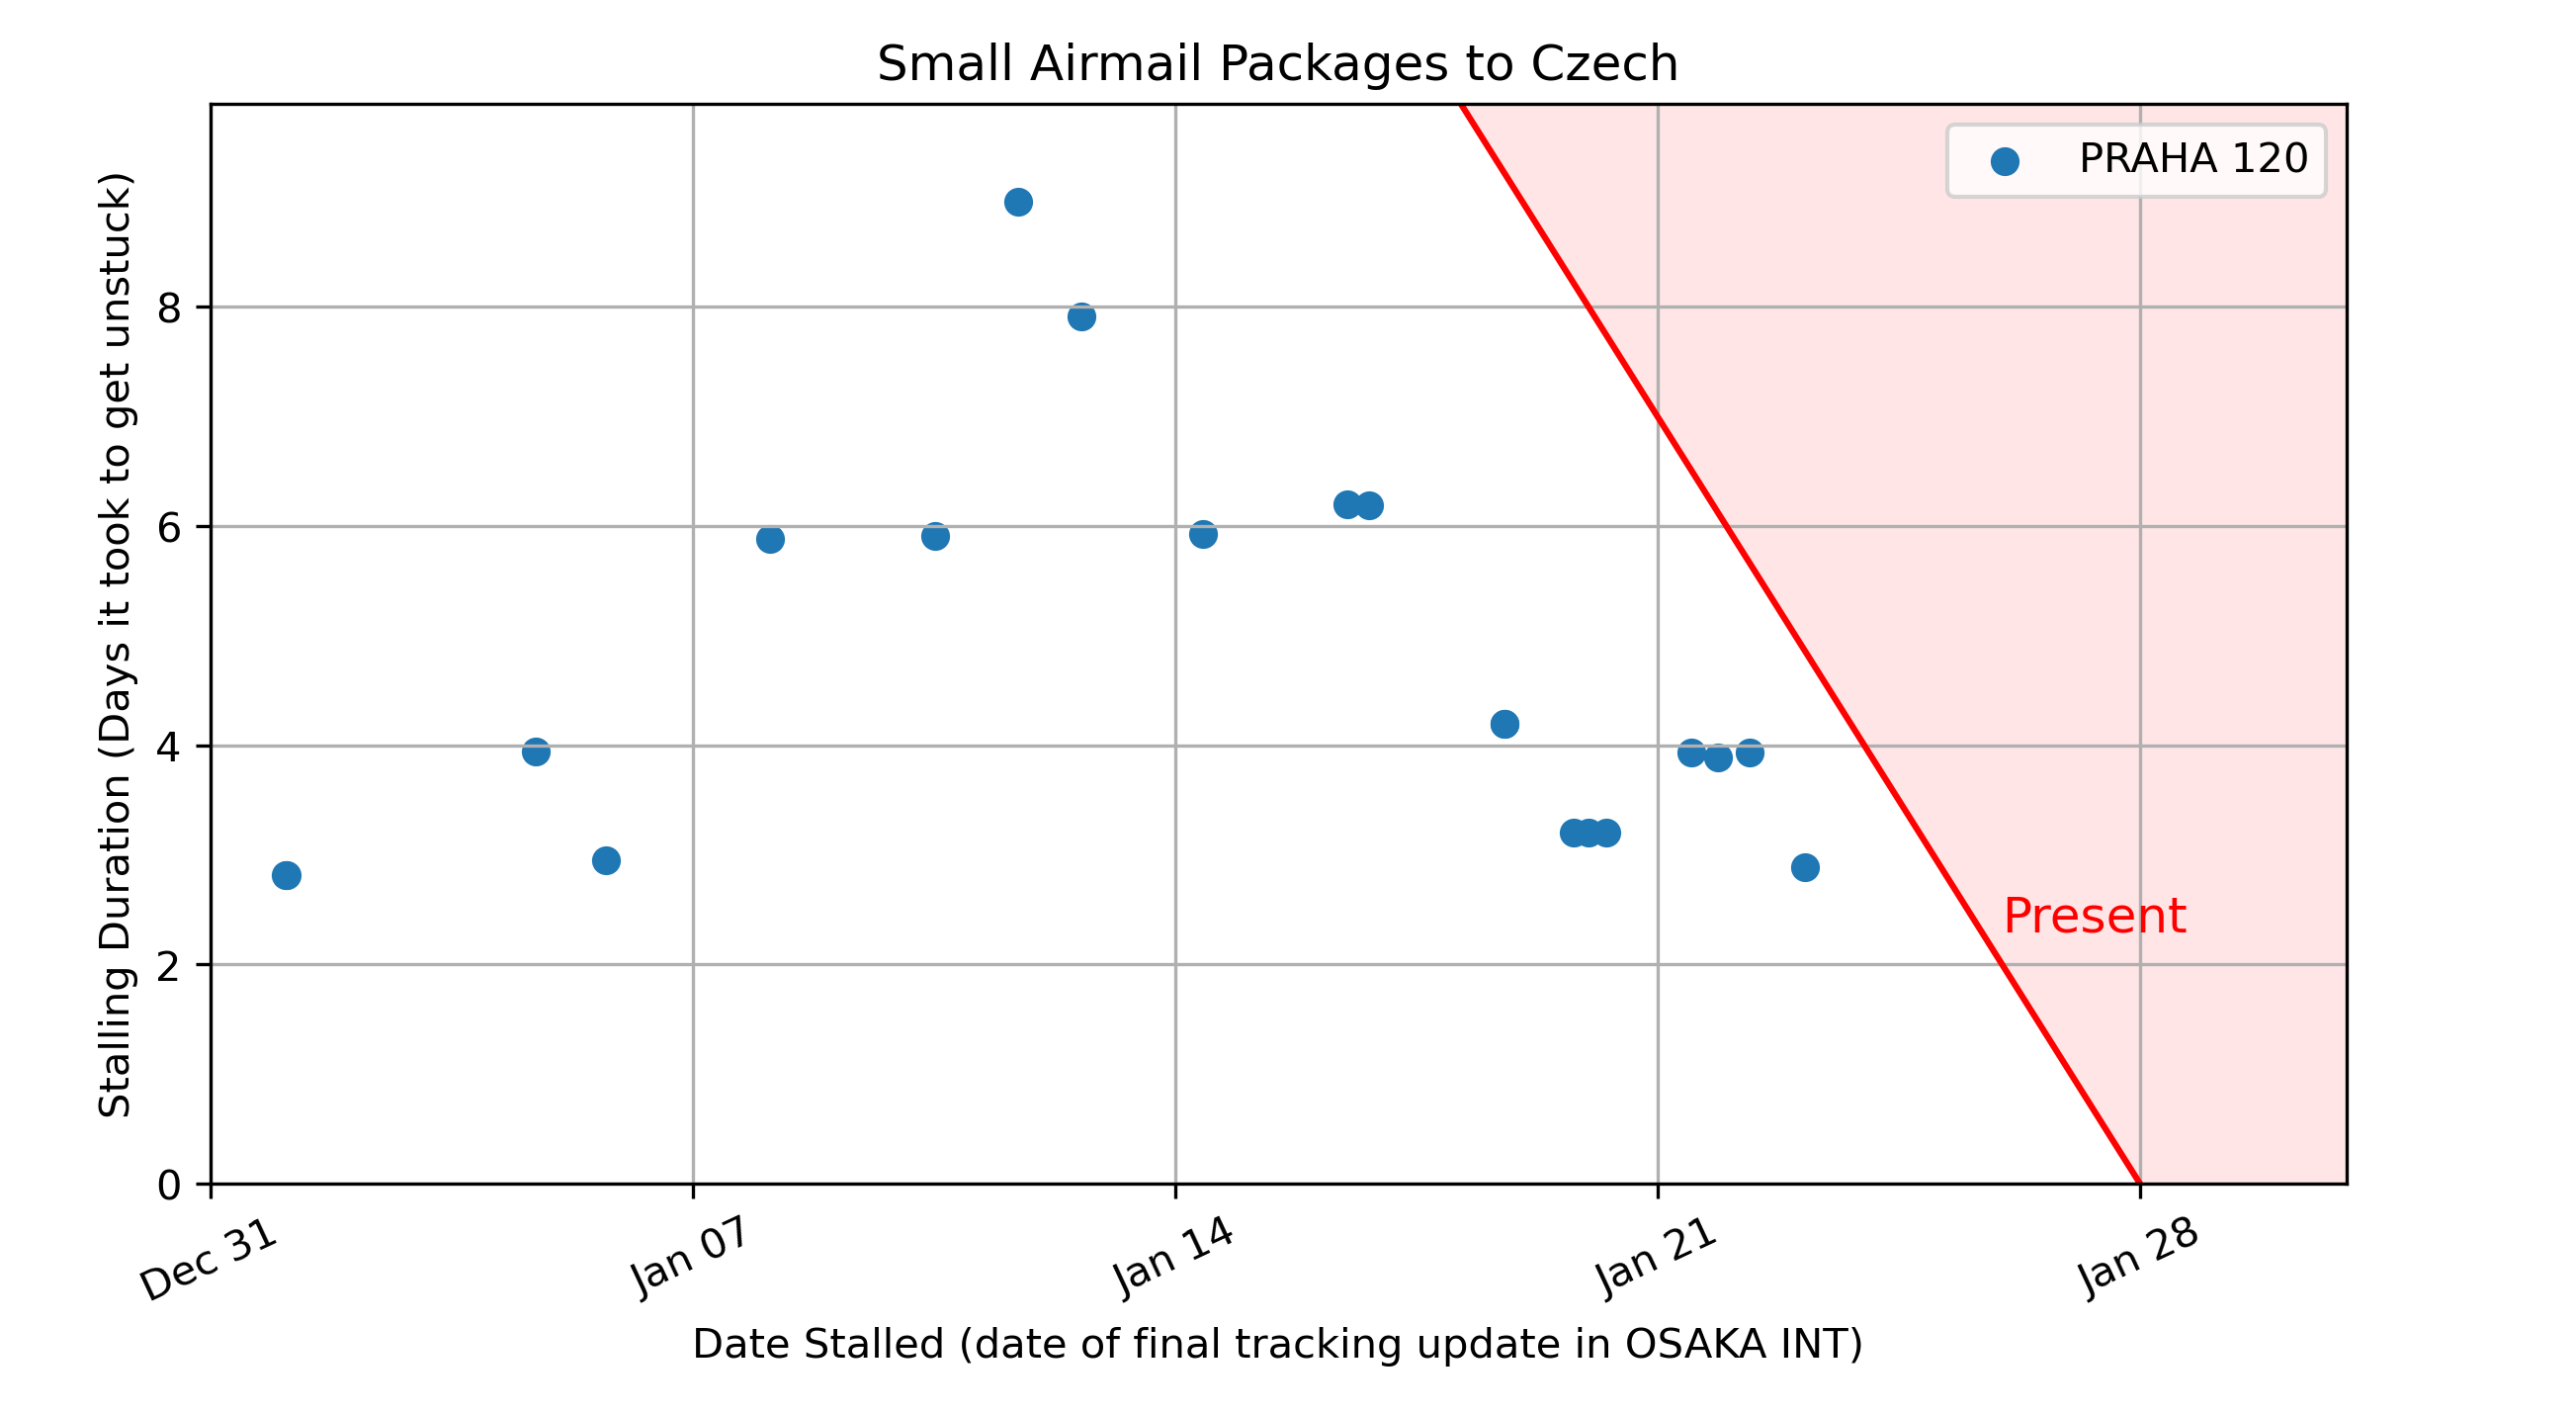 Small Airmail Packages to Czech
PRAHA 120
Stalling Duration (Days it took to get unstuck)
8
6
4
2
0
Present
Dec 31
Jan 07
Jan 14
Jan 21
Jan 28
Date Stalled (date of final tracking update in OSAKA INT)